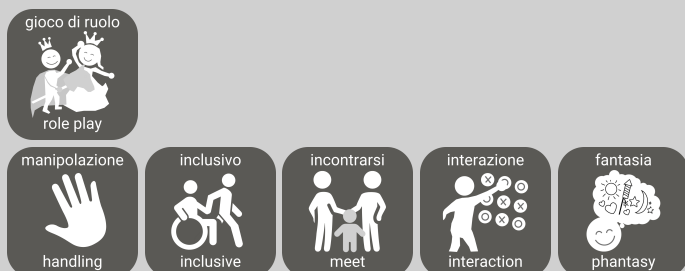 gioco di ruolo
role play
manipolazione inclusivo incontrarsi interazione fantasia
handling inclusive meet interaction phantasy